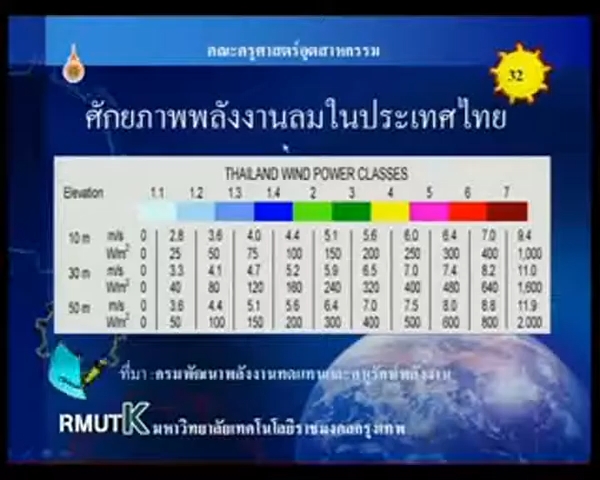 คณะครุศาสตร์อุตสาหกรรม
32
ศักยภาพพลังงานลมในประเทศไทย
THAILAND WIND POWER CLASSES
Elevation 1.1 1.2 1.3 1.4 2 3 4 5 6 7
10 m m/s 0 2.8 3.6 4.0 4.4 5.1 5.6 6.0 6.4 7.0 9.4
W/m² 0 25 50 75 100 150 200 250 300 400 1,000
30 m m/s 0 3.3 4.1 4.7 5.2 5.9 6.5 7.0 7.4 8.2 11.0
W/m² 0 40 80 120 160 240 320 400 480 640 1,600
50 m m/s 0 3.6 4.4 5.1 5.6 6.4 7.0 7.5 8.0 8.8 11.9
W/m² 0 50 100 150 200 300 400 500 600 800 2,000
ที่มา : กรมพัฒนาพลังงานทดแทนและอนุรักษ์พลังงาน
RMUTK มหาวิทยาลัยเทคโนโลยีราชมงคลกรุงเทพ